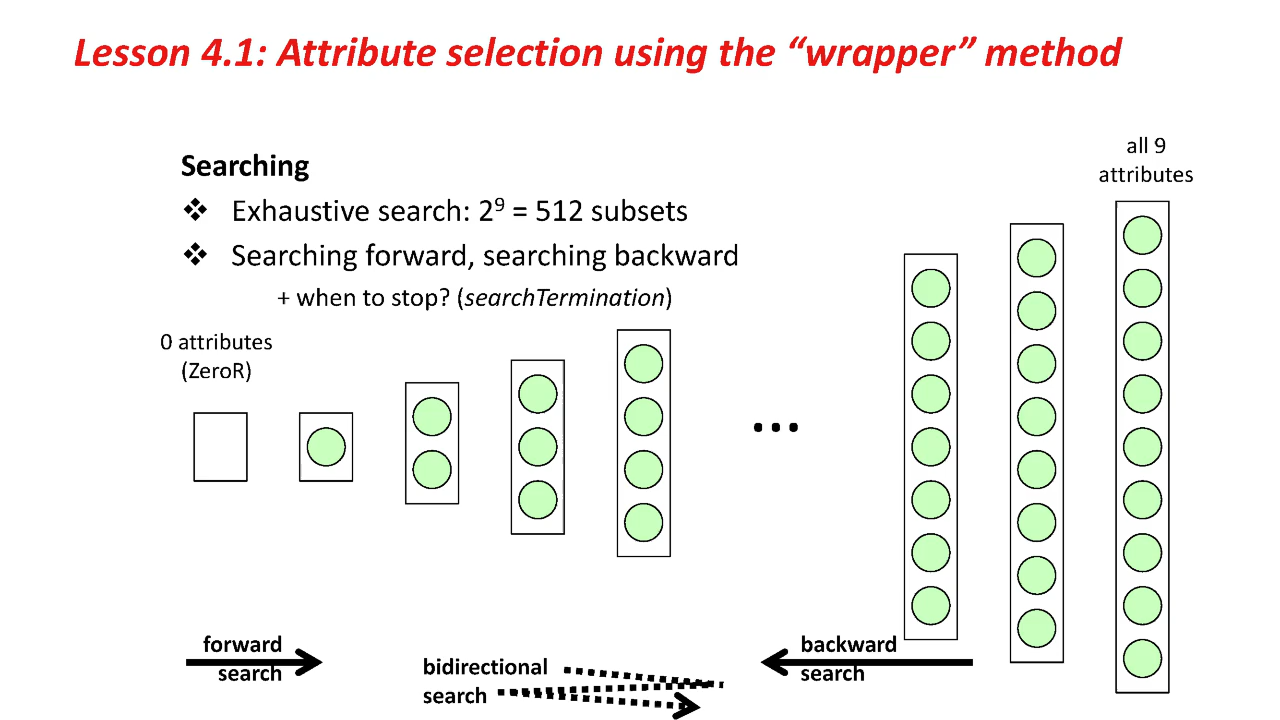 Lesson 4.1: Attribute selection using the “wrapper” method
Searching
❖ Exhaustive search: 2⁹ = 512 subsets
❖ Searching forward, searching backward
+ when to stop? (searchTermination)
0 attributes
(ZeroR)
all 9
attributes
...
forward
search
bidirectional
search
backward
search